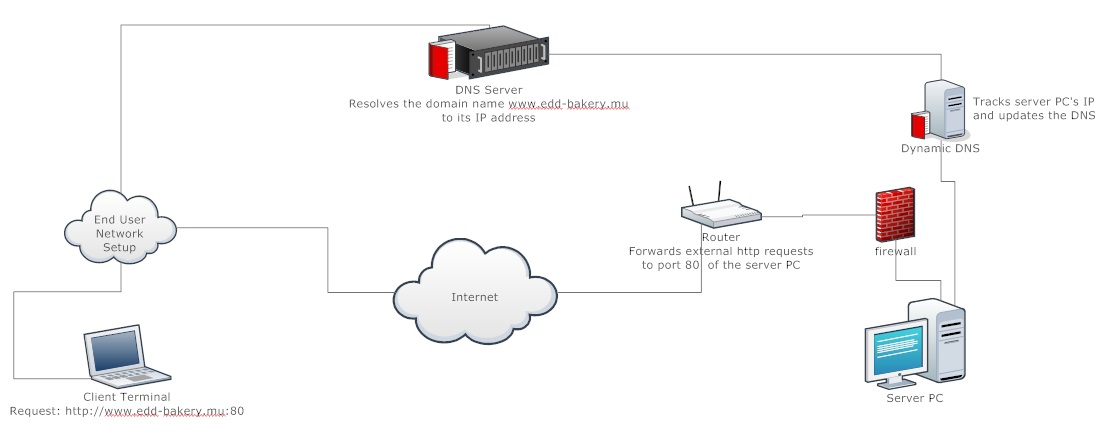 DNS Server
Resolves the domain name www.edd-bakery.mu
to its IP address
Tracks server PC's IP
and updates the DNS
Dynamic DNS
End User
Network
Setup
Router
Forwards external http requests
to port 80 of the server PC
firewall
Internet
Client Terminal
Request: http://www.edd-bakery.mu:80
Server PC